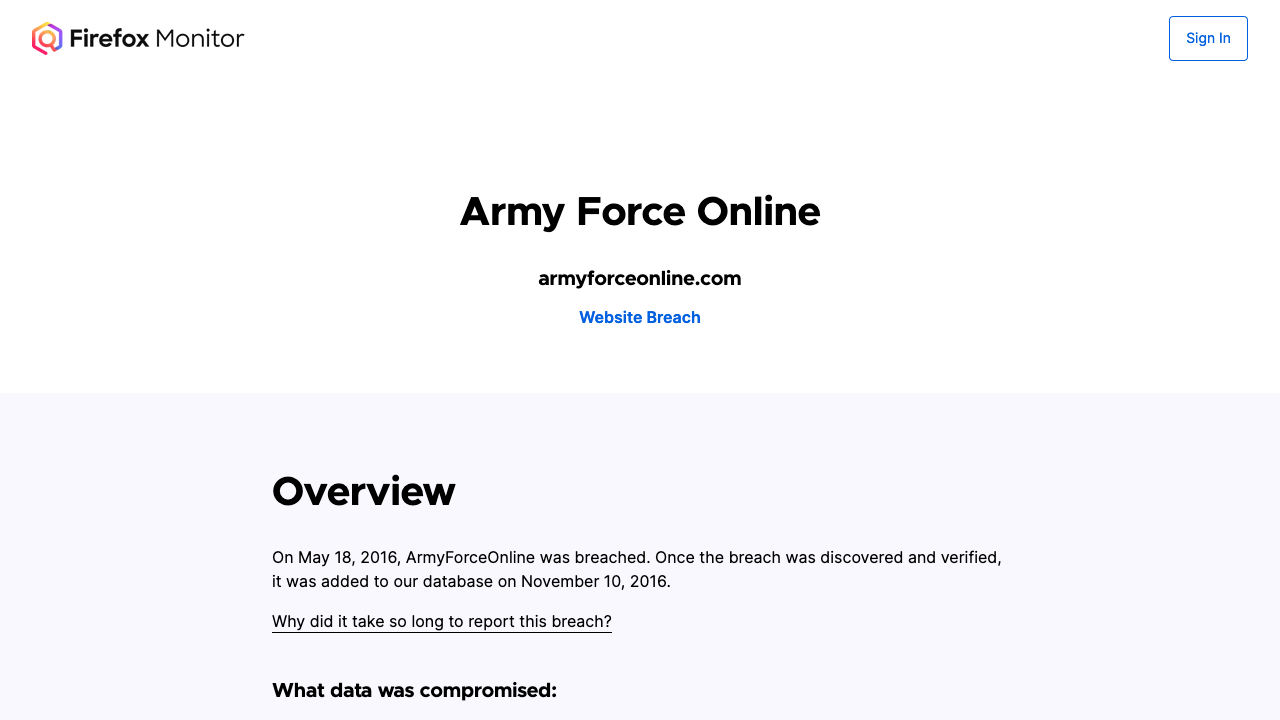 Firefox Monitor
Sign In
Army Force Online
armyforceonline.com
Website Breach
Overview
On May 18, 2016, ArmyForceOnline was breached. Once the breach was discovered and verified,
it was added to our database on November 10, 2016.
Why did it take so long to report this breach?
What data was compromised: